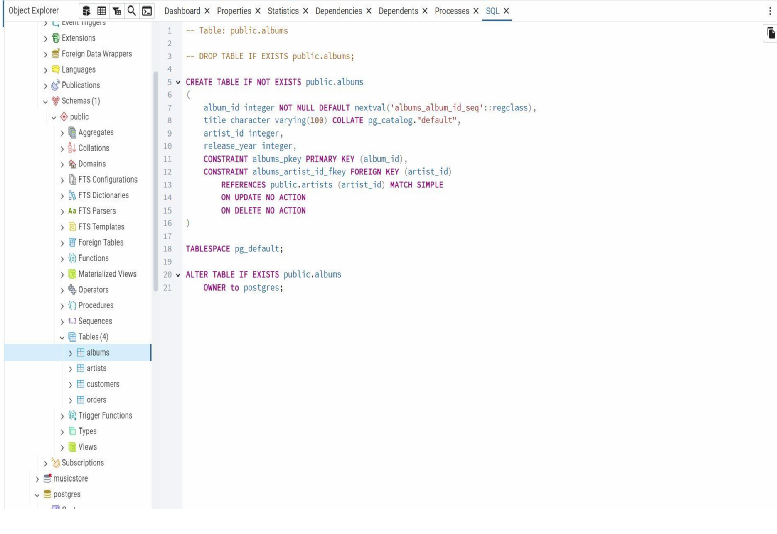 Object Explorer
Dashboard X Properties X Statistics X Dependencies X Dependents X Processes X SQL X
Event Triggers
Extensions
Foreign Data Wrappers
Languages
Publications
Schemas (1)
public
Aggregates
Collations
Domains
FTS Configurations
FTS Dictionaries
Aa FTS Parsers
FTS Templates
Foreign Tables
Functions
Materialized Views
Operators
Procedures
1..3 Sequences
Tables (4)
albums
artists
customers
orders
Trigger Functions
Types
Views
Subscriptions
musicstore
postgres
1 -- Table: public.albums
2
3 -- DROP TABLE IF EXISTS public.albums;
4
5 CREATE TABLE IF NOT EXISTS public.albums
6 (
7 album_id integer NOT NULL DEFAULT nextval('albums_album_id_seq'::regclass),
8 title character varying(100) COLLATE pg_catalog."default",
9 artist_id integer,
10 release_year integer,
11 CONSTRAINT albums_pkey PRIMARY KEY (album_id),
12 CONSTRAINT albums_artist_id_fkey FOREIGN KEY (artist_id)
13 REFERENCES public.artists (artist_id) MATCH SIMPLE
14 ON UPDATE NO ACTION
15 ON DELETE NO ACTION
16 )
17
18 TABLESPACE pg_default;
19
20 ALTER TABLE IF EXISTS public.albums
21 OWNER to postgres;